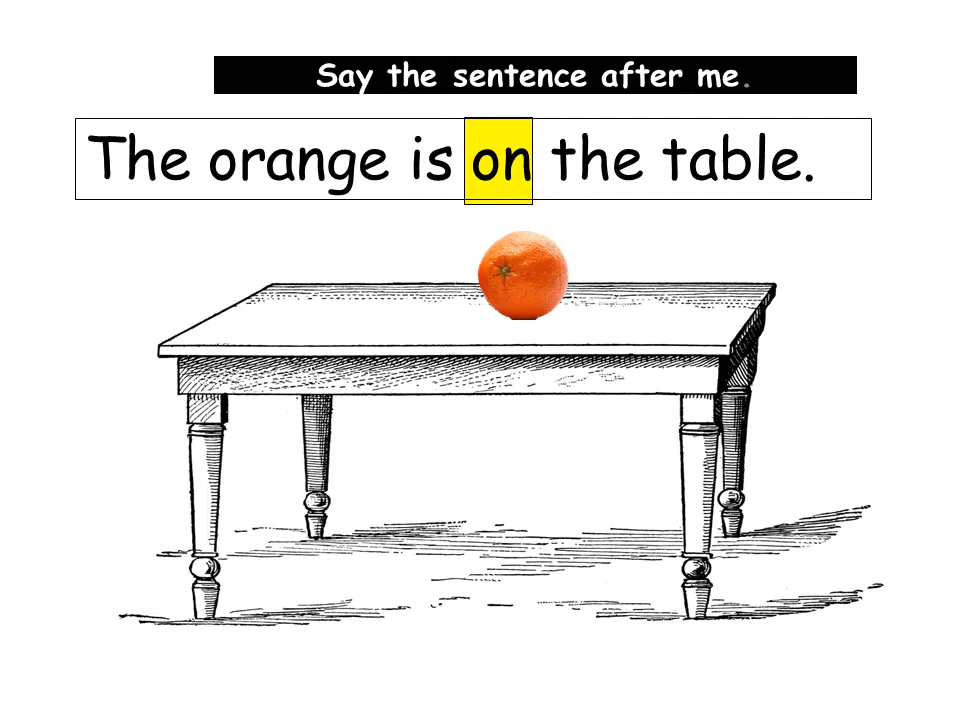 Say the sentence after me.
The orange is on the table.